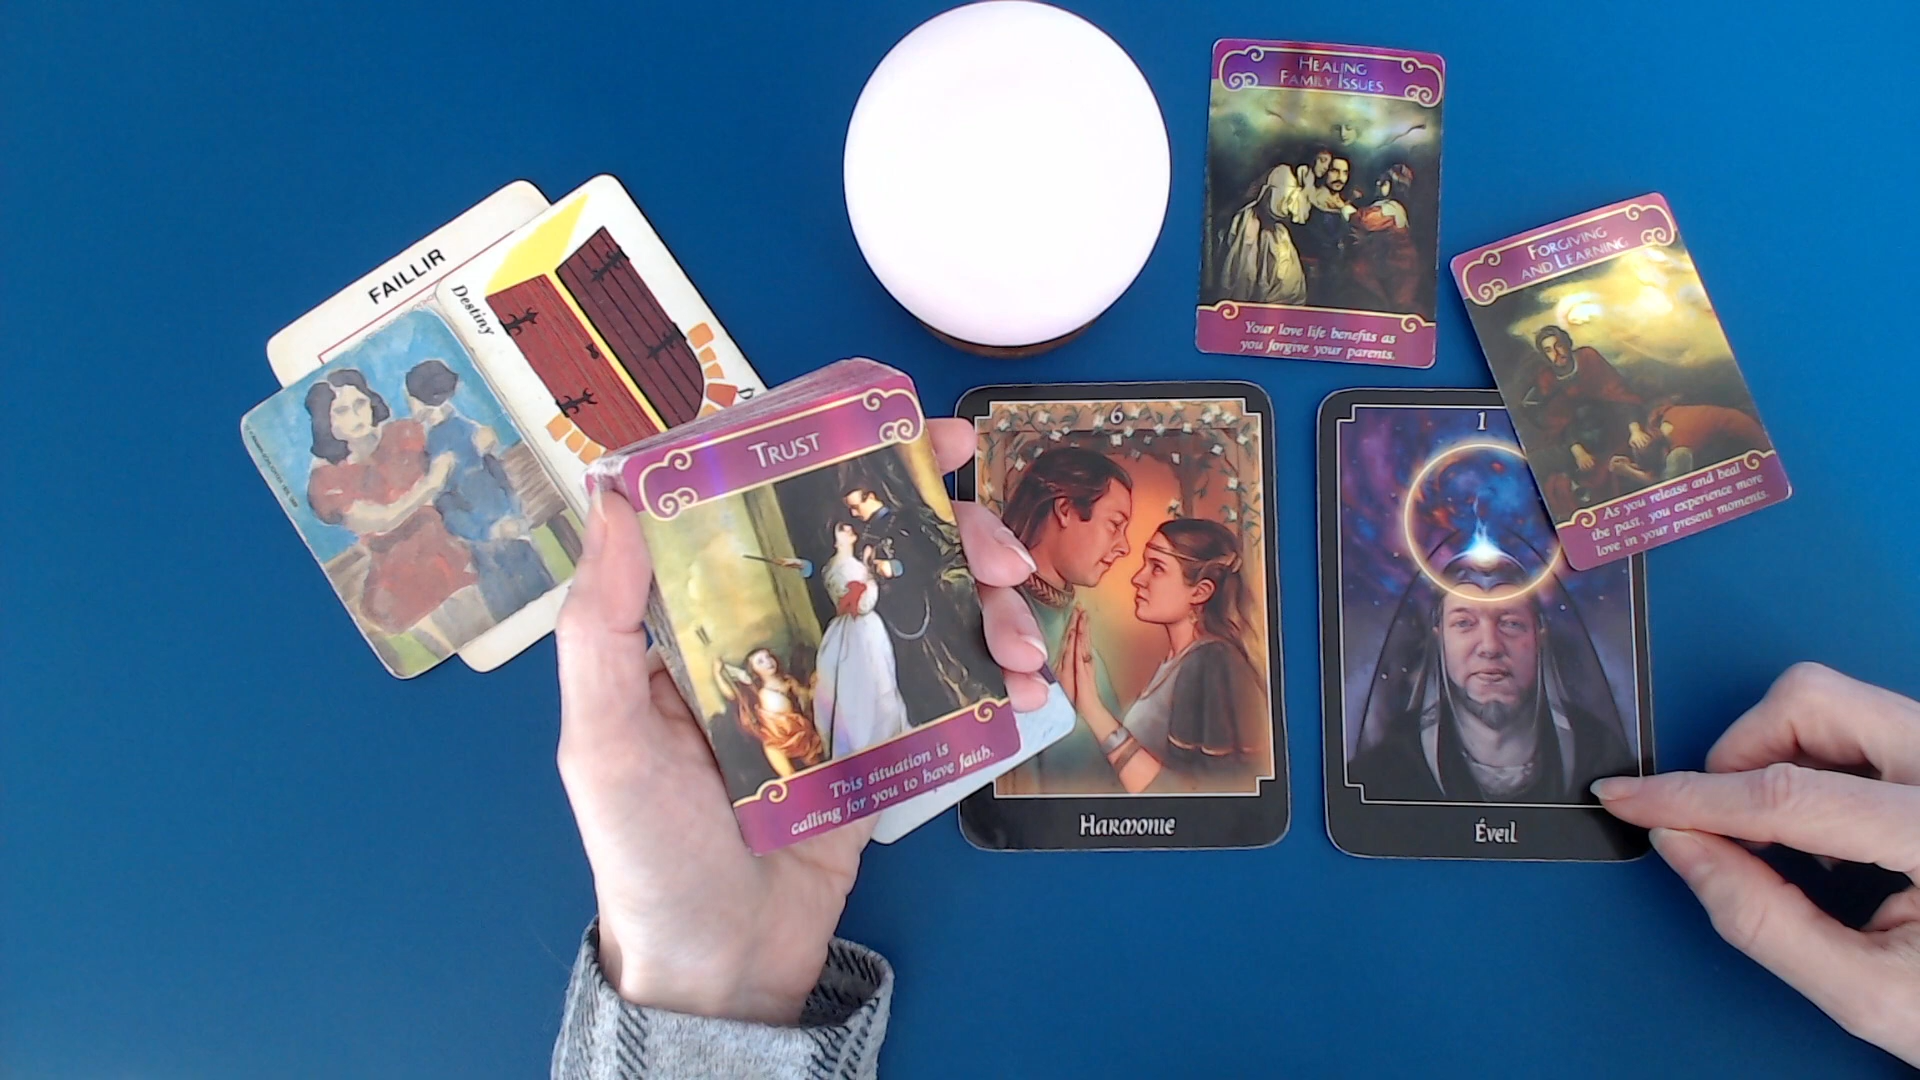 HEALING
FAMILY ISSUES
Your love life benefits as
you forgive your parents.
FORGIVING
AND LEARNING
As you release and heal
the past, you experience more
love in your present moments.
FAILLIR
Destiny
D
TRUST
This situation is
calling for you to have faith.
6
Harmonie
1
Éveil